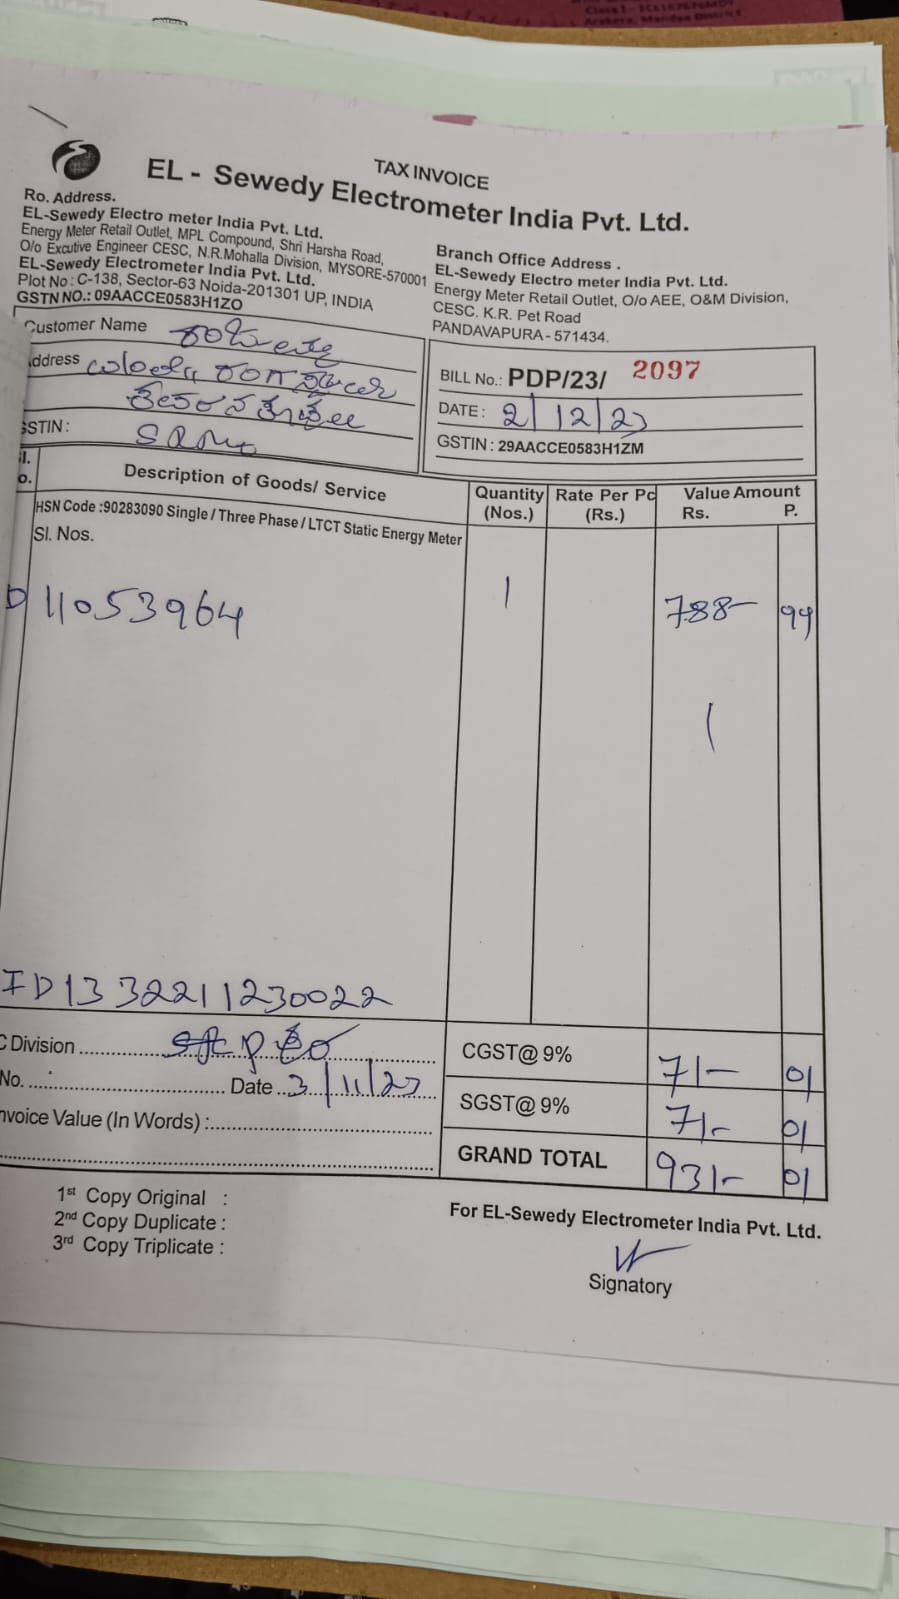 TAX INVOICE
EL - Sewedy Electrometer India Pvt. Ltd.
Ro. Address.
EL-Sewedy Electro meter India Pvt. Ltd.
Energy Meter Retail Outlet, MPL Compound, Shri Harsha Road,
O/o Excutive Engineer CESC, N.R.Mohalla Division, MYSORE-570001
EL-Sewedy Electrometer India Pvt. Ltd.
Plot No : C-138, Sector-63 Noida-201301 UP, INDIA
GSTN NO.: 09AACCE0583H1ZO
Branch Office Address .
EL-Sewedy Electro meter India Pvt. Ltd.
Energy Meter Retail Outlet, O/o AEE, O&M Division,
CESC. K.R. Pet Road
PANDAVAPURA - 571434.
Customer Name
ddress
STIN :
BILL No.: PDP/23/ 2097
DATE : 2/12/23
GSTIN : 29AACCE0583H1ZM
l.
o.
Description of Goods/ Service
Quantity (Nos.)
Rate Per Pc (Rs.)
Value Amount
Rs. P.
HSN Code :90283090 Single / Three Phase / LTCT Static Energy Meter
Sl. Nos.
11053964 1 788- 94
ID1332211230022
C Division
No. Date 3/11/23
nvoice Value (In Words) :
CGST@ 9% 71- 01
SGST@ 9% 71- 01
GRAND TOTAL 931- 01
1st Copy Original :
2nd Copy Duplicate :
3rd Copy Triplicate :
For EL-Sewedy Electrometer India Pvt. Ltd.
Signatory